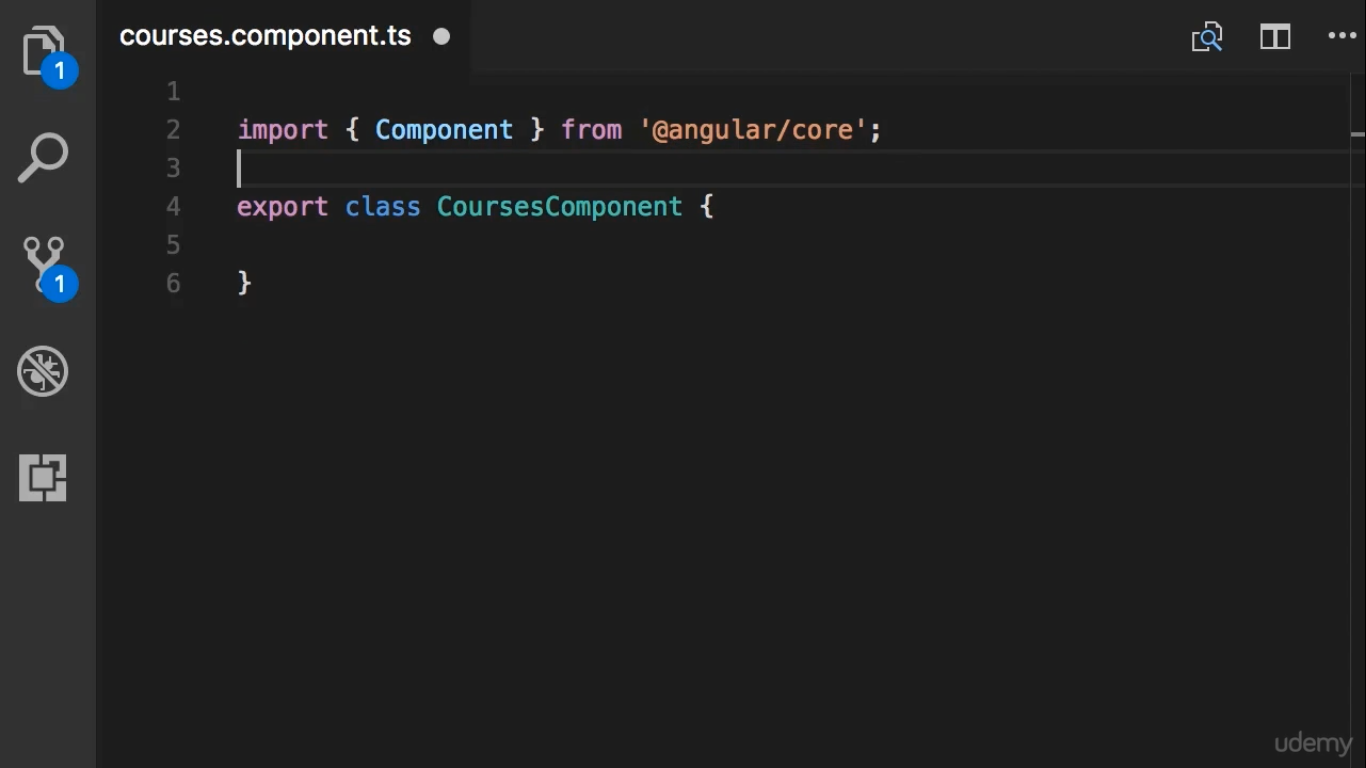 courses.component.ts
1
1
2 import { Component } from '@angular/core';
3
4 export class CoursesComponent {
5
6 }
1
udemy